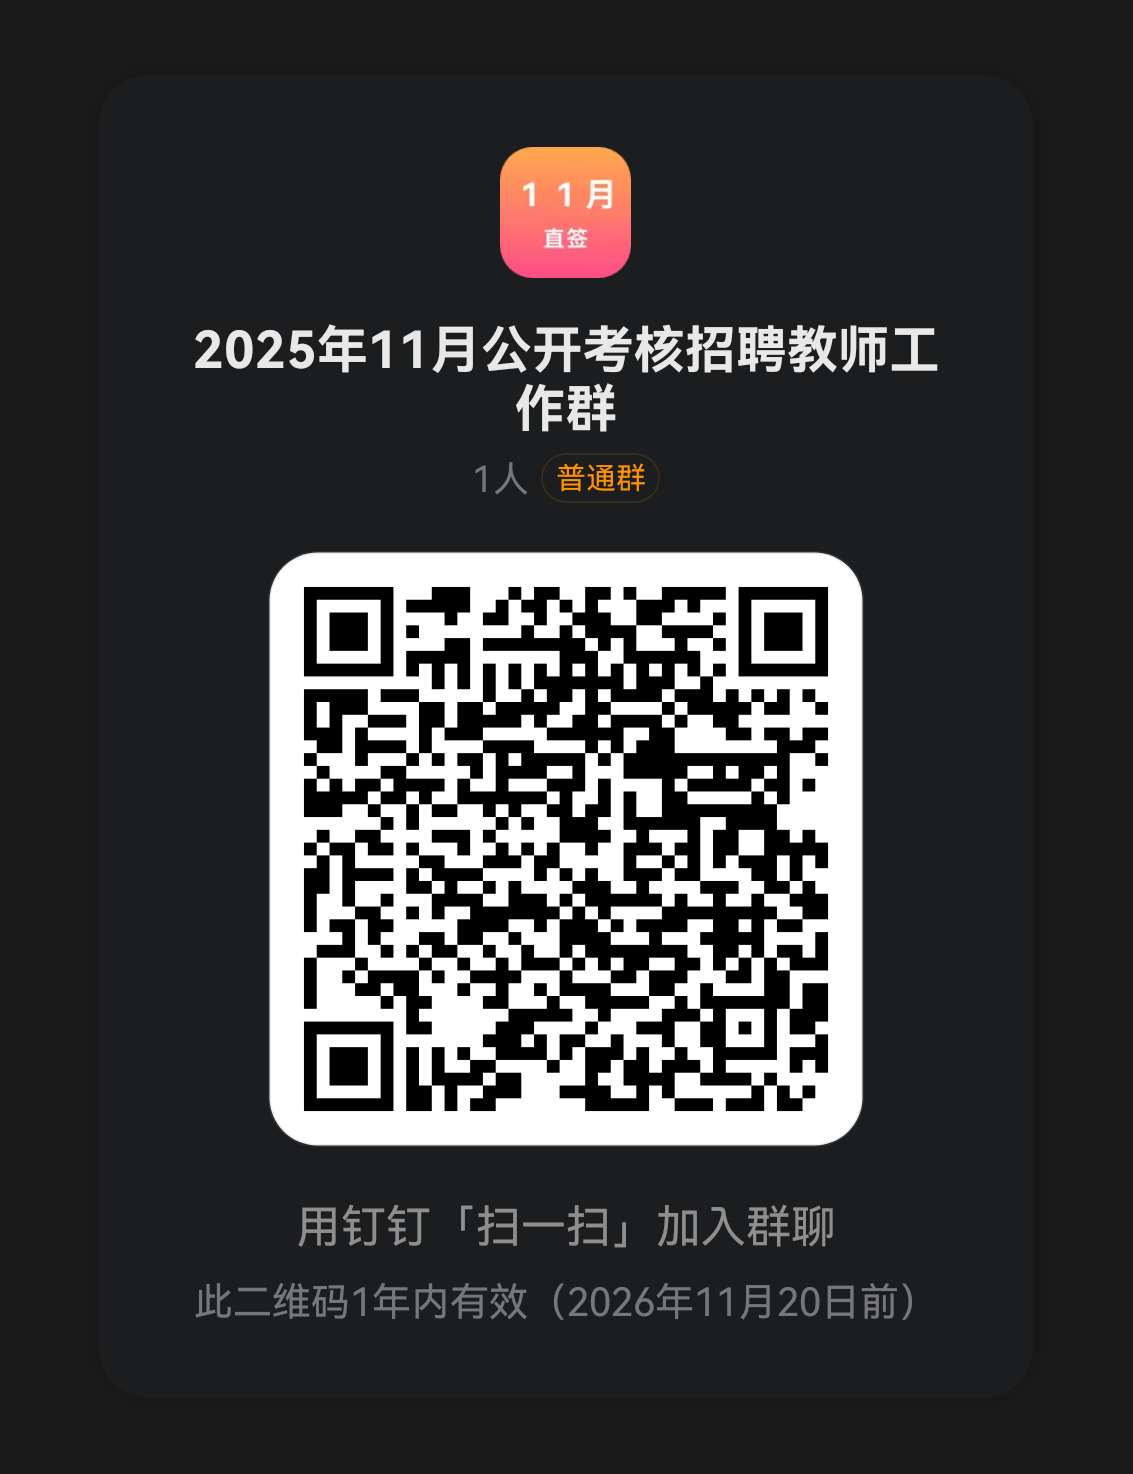 １１月
直签
2025年11月公开考核招聘教师工
作群
1人 普通群
用钉钉「扫一扫」加入群聊
此二维码1年内有效（2026年11月20日前）